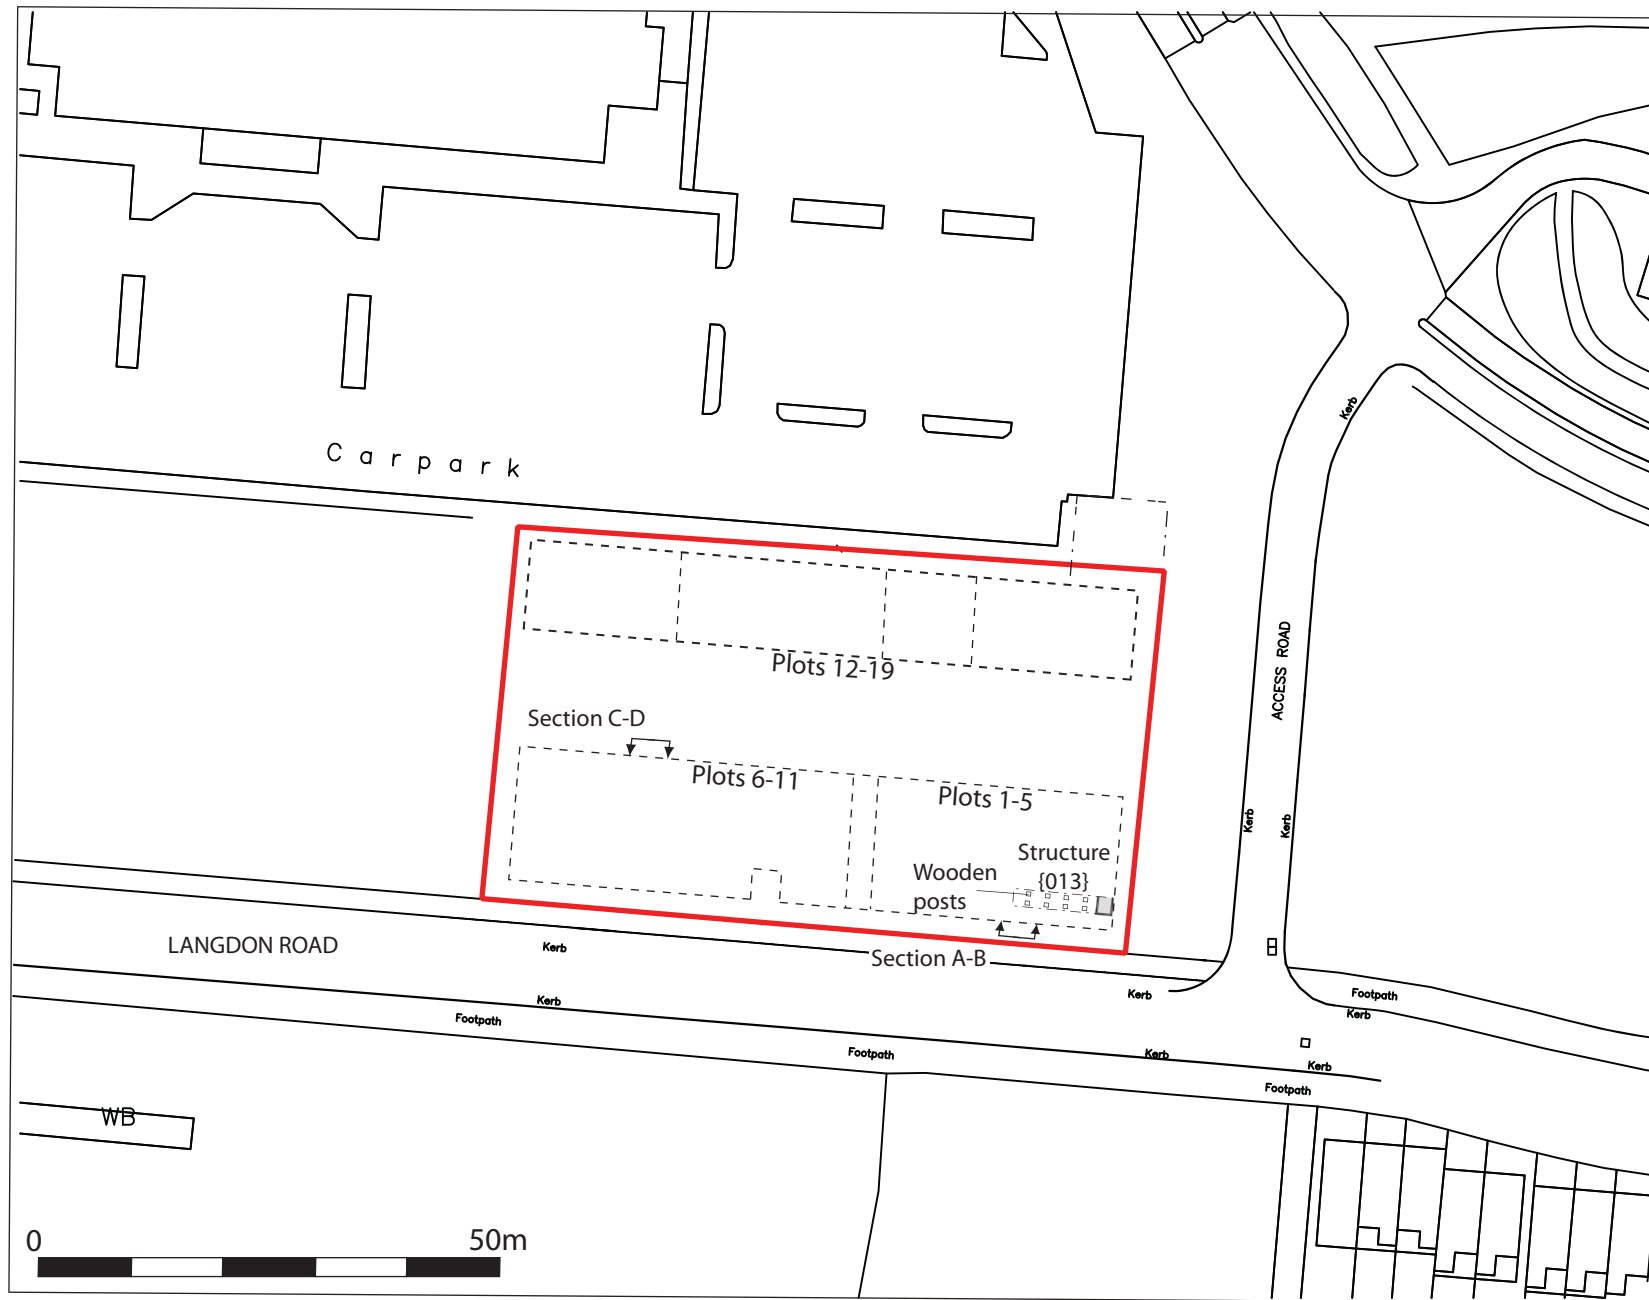 Carpark
Kerb
ACCESS ROAD
Plots 12-19
Section C-D
Plots 6-11
Plots 1-5
Kerb
Kerb
Structure
{013}
Wooden
posts
LANGDON ROAD
Kerb
Section A-B
Kerb
Footpath
Kerb
Kerb
Footpath
Footpath
Kerb
Kerb
Footpath
WB
0
50m